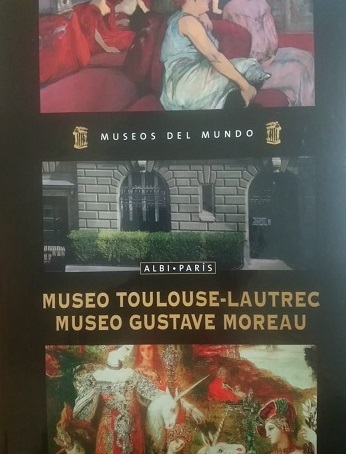 MUSEOS DEL MUNDO
ALBI • PARÍS
MUSEO TOULOUSE-LAUTREC
MUSEO GUSTAVE MOREAU